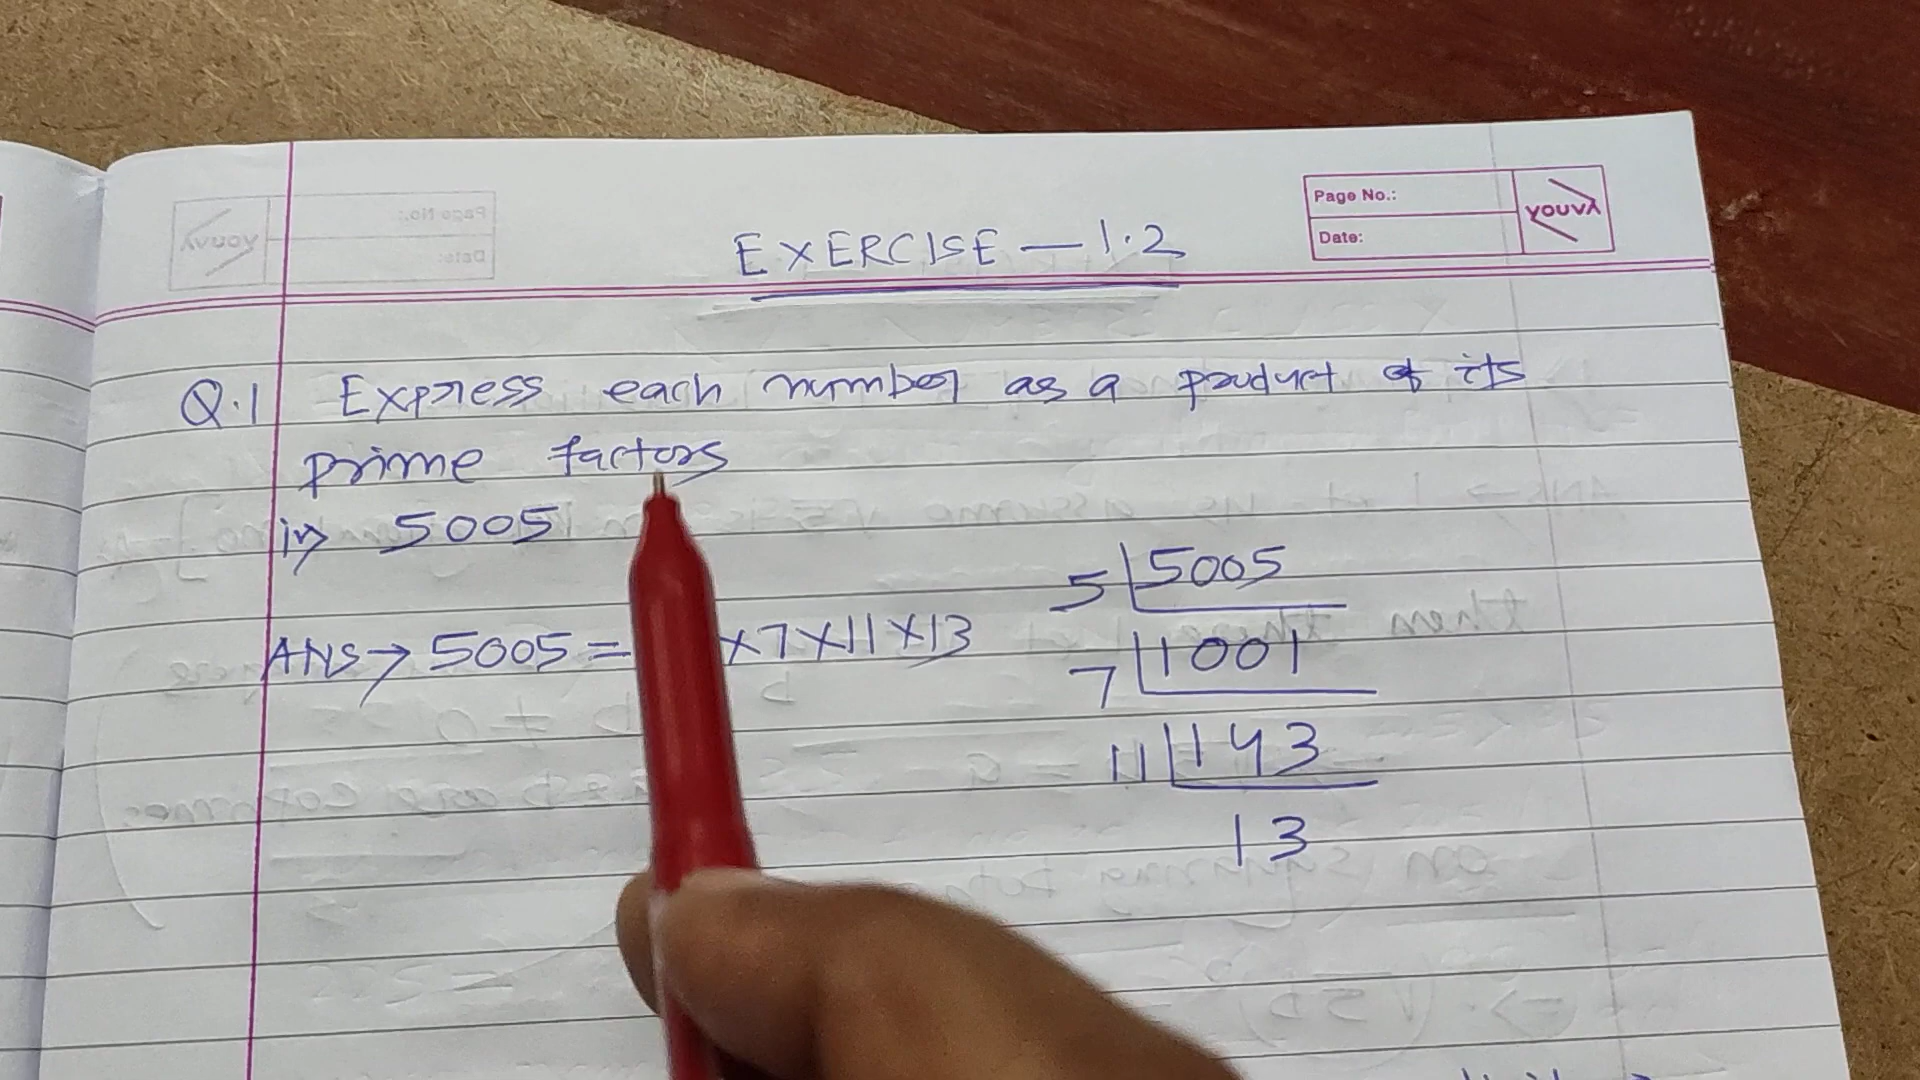 Page No.:
Date:
YOUVA
EXERCISE — 1.2
Q.1 Express each number as a product of its
prime factors
5005
ANS → 5005 = ×7×11×13
5 5005
7 1001
11 143
13